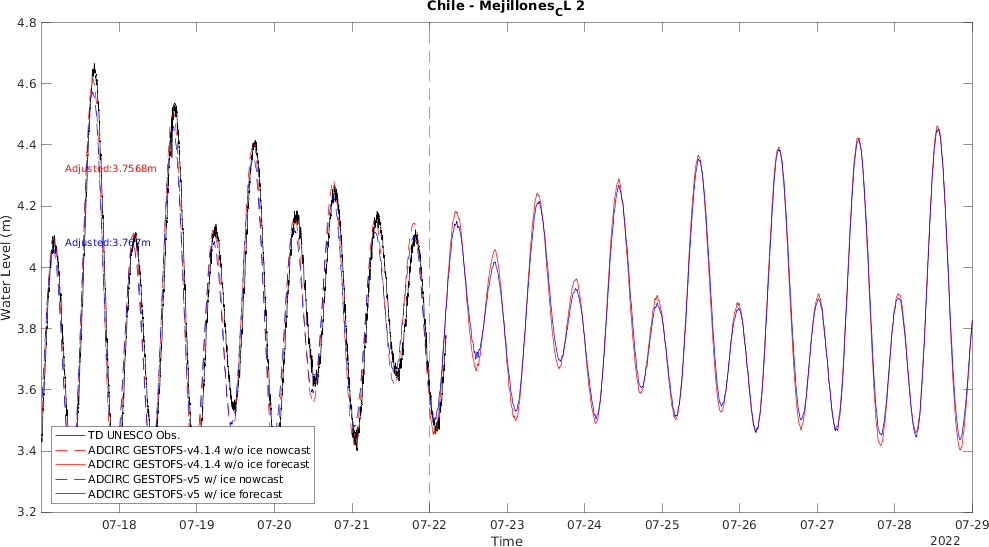 Chile - Mejillones_CL 2
4.8
4.6
4.4
4.2
4
3.8
3.6
3.4
3.2
Water Level (m)
Adjusted:3.7568m
Adjusted:3.767m
TD UNESCO Obs.
ADCIRC GESTOFS-v4.1.4 w/o ice nowcast
ADCIRC GESTOFS-v4.1.4 w/o ice forecast
ADCIRC GESTOFS-v5 w/ ice nowcast
ADCIRC GESTOFS-v5 w/ ice forecast
07-18 07-19 07-20 07-21 07-22 07-23 07-24 07-25 07-26 07-27 07-28 07-29
Time
2022